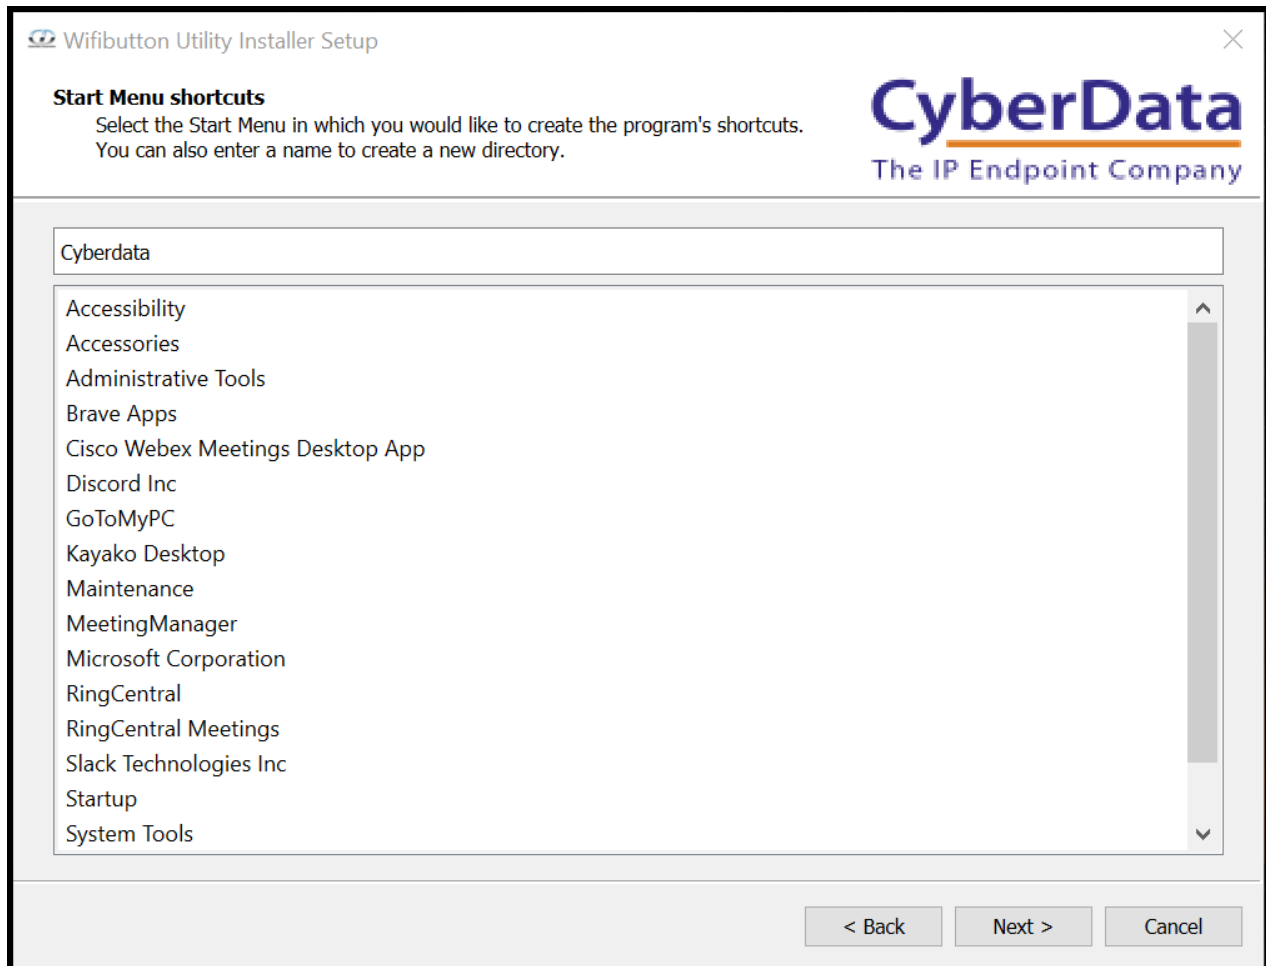 Wifibutton Utility Installer Setup
Start Menu shortcuts
Select the Start Menu in which you would like to create the program's shortcuts.
You can also enter a name to create a new directory.
CyberData
The IP Endpoint Company
Cyberdata
Accessibility
Accessories
Administrative Tools
Brave Apps
Cisco Webex Meetings Desktop App
Discord Inc
GoToMyPC
Kayako Desktop
Maintenance
MeetingManager
Microsoft Corporation
RingCentral
RingCentral Meetings
Slack Technologies Inc
Startup
System Tools
< Back Next > Cancel